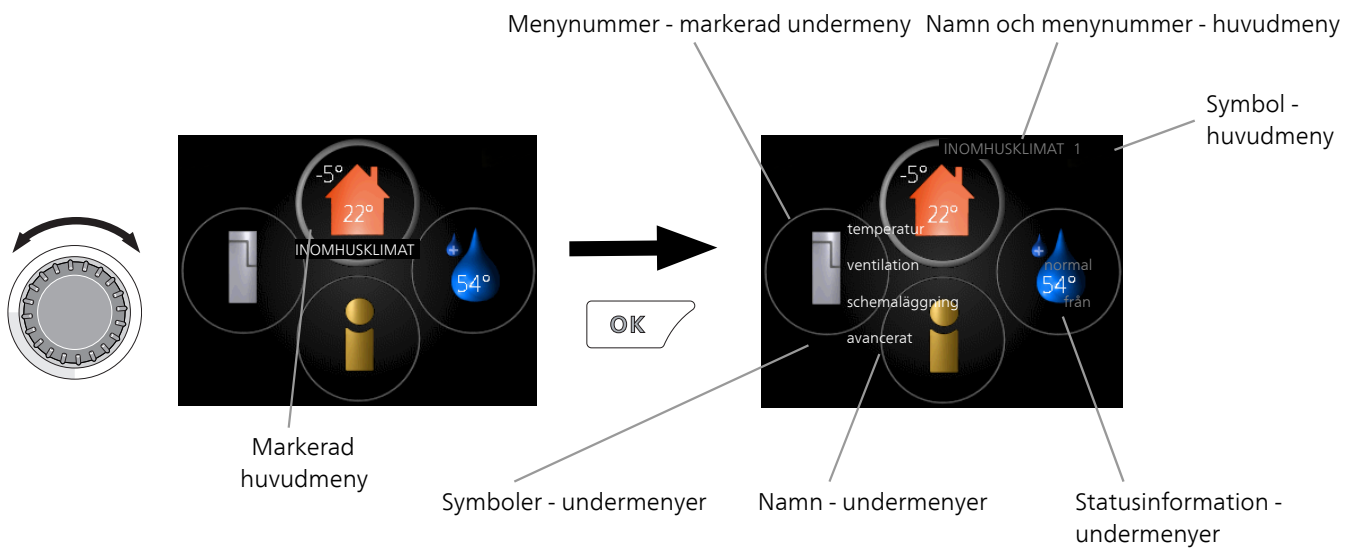 Menynummer - markerad undermeny
Namn och menynummer - huvudmeny
Symbol -
huvudmeny
-5°
22°
INOMHUSKLIMAT
54°
OK
INOMHUSKLIMAT 1
-5°
22°
temperatur
ventilation
normal
54°
schemaläggning
från
avancerat
Markerad
huvudmeny
Symboler - undermenyer
Namn - undermenyer
Statusinformation -
undermenyer